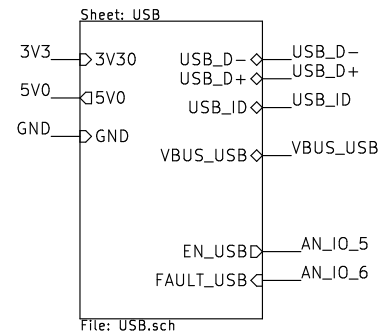 Sheet: USB
3V3 3V30 USB_D- USB_D-
USB_D+ USB_D+
5V0 5V0 USB_ID USB_ID
GND GND
VBUS_USB VBUS_USB
EN_USB AN_IO_5
FAULT_USB AN_IO_6
File: USB.sch